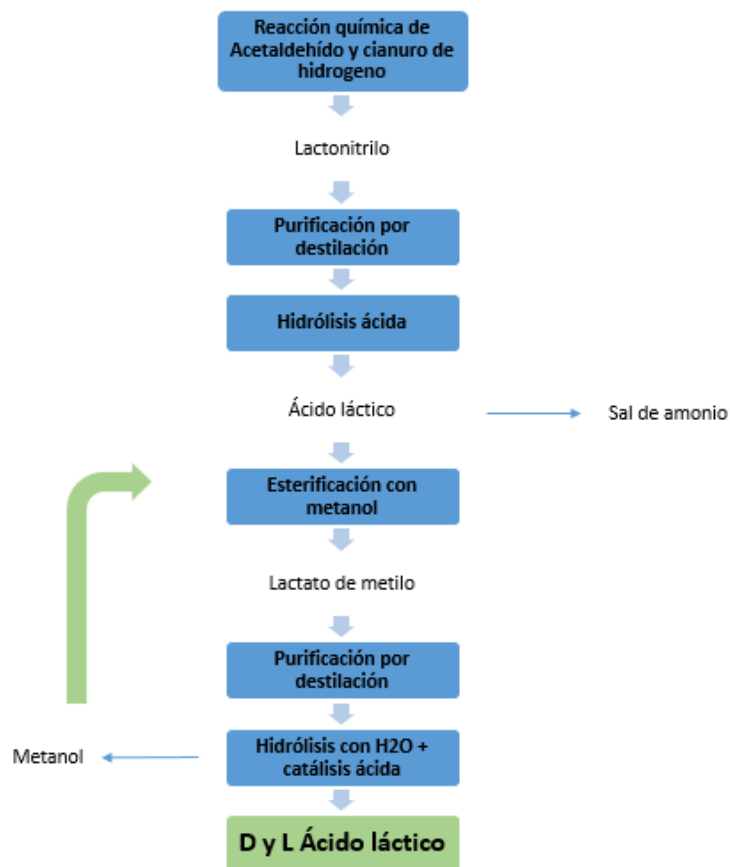 Reacción química de
Acetaldehído y cianuro de
hidrogeno
Lactonitrilo
Purificación por
destilación
Hidrólisis ácida
Ácido láctico
Sal de amonio
Esterificación con
metanol
Lactato de metilo
Purificación por
destilación
Metanol
Hidrólisis con H2O +
catálisis ácida
D y L Ácido láctico